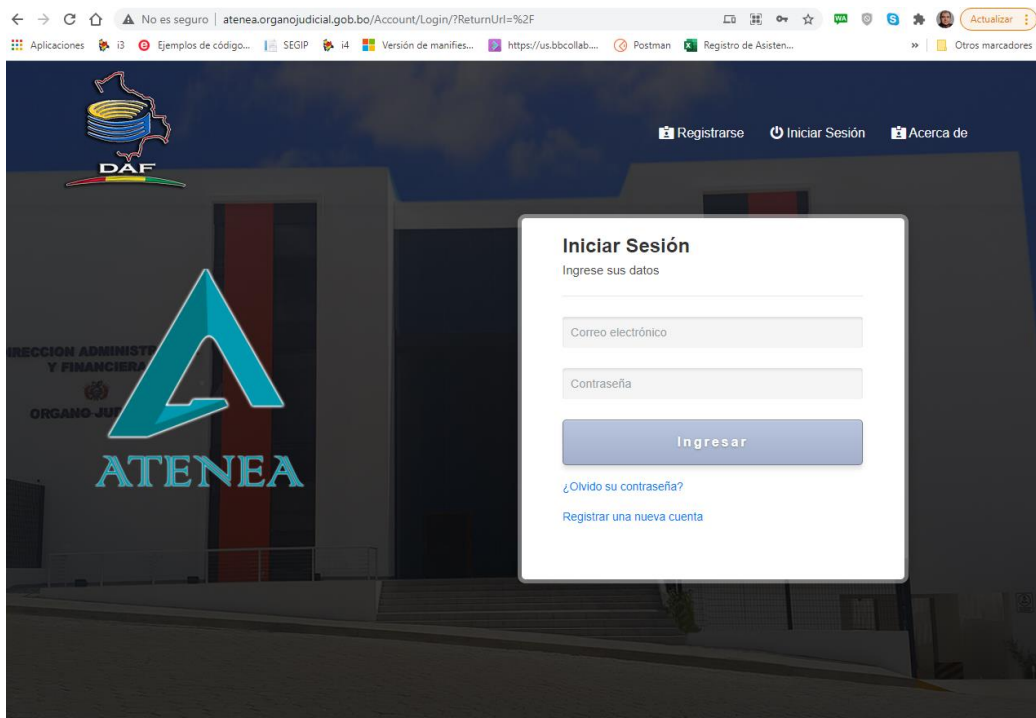 No es seguro | atenea.organojudicial.gob.bo/Account/Login/?ReturnUrl=%2F
WA
S
Actualizar
Aplicaciones i3 Ejemplos de código... SEGIP i4 Versión de manifies... https://us.bbcollab.... Postman Registro de Asisten... » Otros marcadores
DAF
Registrarse Iniciar Sesión Acerca de
Iniciar Sesión
Ingrese sus datos
Correo electrónico
Contraseña
Ingresar
¿Olvido su contraseña?
Registrar una nueva cuenta
Y FINANCIERA
ORGANO
ATENEA